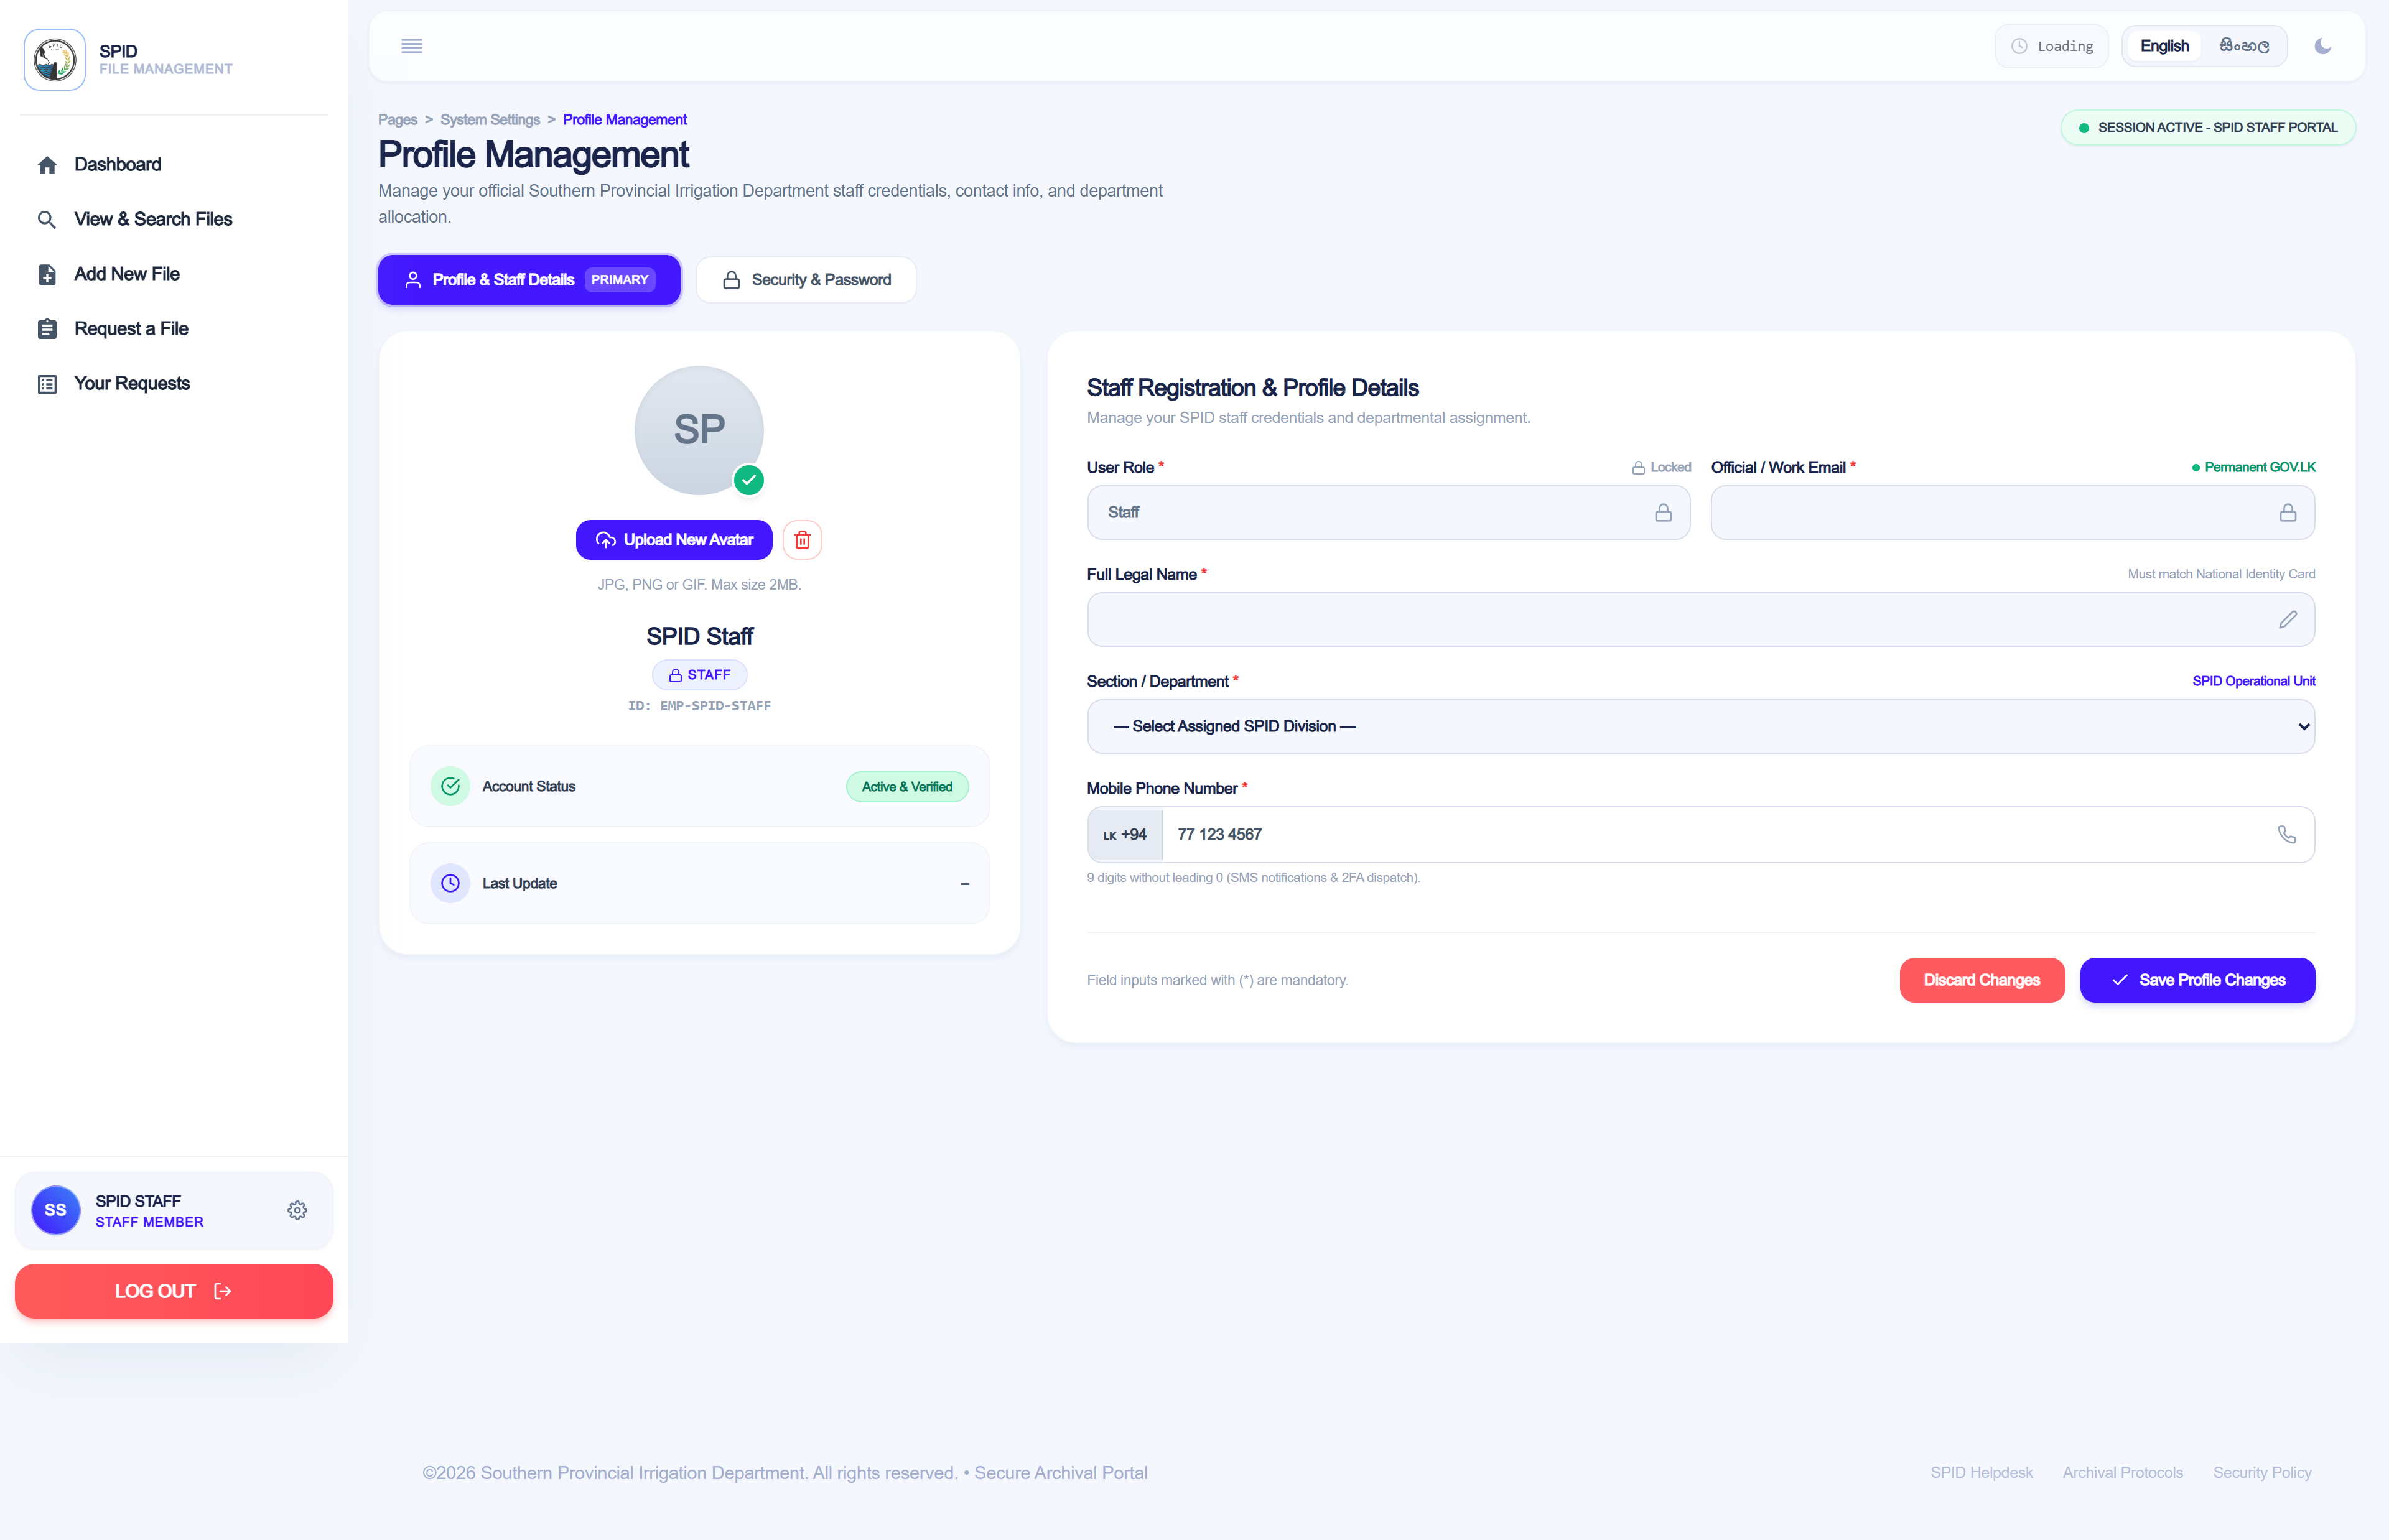 SPID
FILE MANAGEMENT
Dashboard
View & Search Files
Add New File
Request a File
Your Requests
SS
SPID STAFF
STAFF MEMBER
LOG OUT
Loading
English
සිංහල
Pages > System Settings > Profile Management
SESSION ACTIVE - SPID STAFF PORTAL
Profile Management
Manage your official Southern Provincial Irrigation Department staff credentials, contact info, and department
allocation.
Profile & Staff Details PRIMARY
Security & Password
SP
Upload New Avatar
JPG, PNG or GIF. Max size 2MB.
SPID Staff
STAFF
ID: EMP-SPID-STAFF
Account Status
Active & Verified
Last Update
–
Staff Registration & Profile Details
Manage your SPID staff credentials and departmental assignment.
User Role *
Locked
Staff
Official / Work Email *
Permanent GOV.LK
Full Legal Name *
Must match National Identity Card
Section / Department *
SPID Operational Unit
— Select Assigned SPID Division —
Mobile Phone Number *
LK +94
77 123 4567
9 digits without leading 0 (SMS notifications & 2FA dispatch).
Field inputs marked with (*) are mandatory.
Discard Changes
Save Profile Changes
©2026 Southern Provincial Irrigation Department. All rights reserved. • Secure Archival Portal
SPID Helpdesk
Archival Protocols
Security Policy